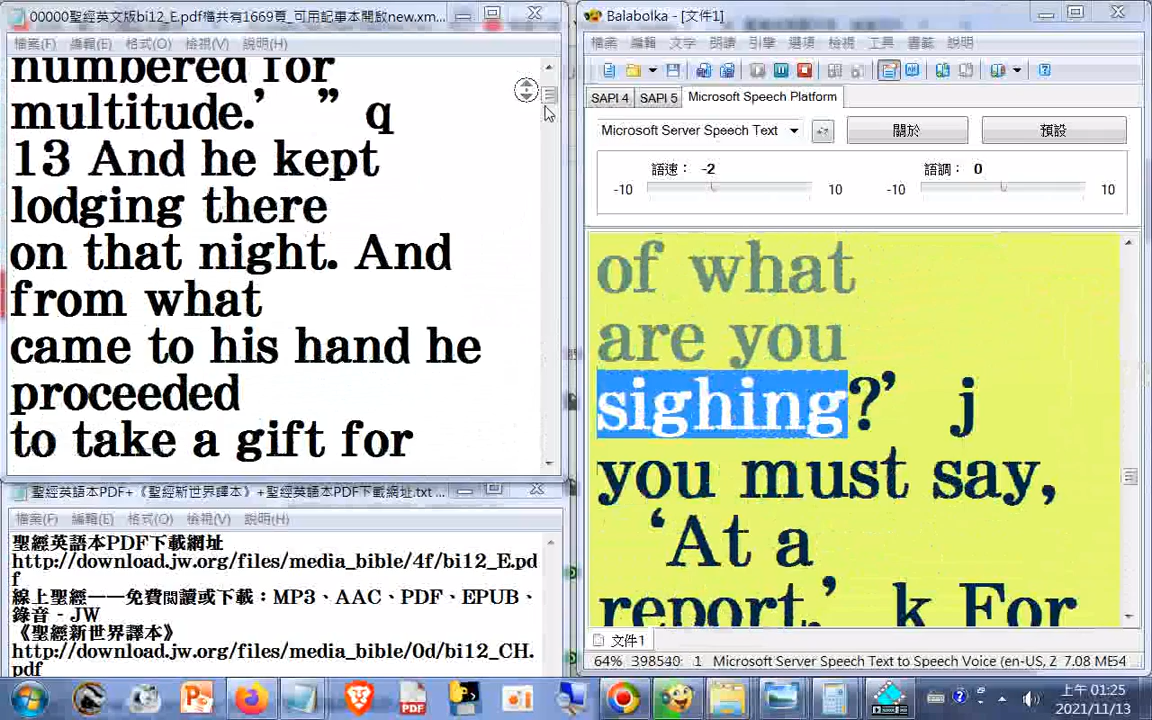 00000聖經英文版bi12_E.pdf檔共有1669頁_可用記事本開啟new.xm...
檔案(F) 編輯(E) 格式(O) 檢視(V) 說明(H)
numbered for
multitude.’ ” q
13 And he kept
lodging there
on that night. And
from what
came to his hand he
proceeded
to take a gift for
聖經英語本PDF+《聖經新世界譯本》+聖經英語本PDF下載網址.txt ...
檔案(F) 編輯(E) 格式(O) 檢視(V) 說明(H)
聖經英語本PDF下載網址
http://download.jw.org/files/media_bible/4f/bi12_E.pd
f
線上聖經——免費閱讀或下載：MP3、AAC、PDF、EPUB、
錄音 - JW
《聖經新世界譯本》
http://download.jw.org/files/media_bible/0d/bi12_CH.
pdf
Balabolka - [文件1]
檔案 編輯 文字 朗讀 引擎 選項 檢視 工具 書籤 說明
SAPI 4 SAPI 5 Microsoft Speech Platform
Microsoft Server Speech Text 關於 預設
語速： -2 語調： 0
-10 10 -10 10
of what
are you
sighing?’ j
you must say,
‘At a
report.’ k For
文件1
64% 398540: 1 Microsoft Server Speech Text to Speech Voice (en-US, Z 7.08 ME54
上午 01:25
2021/11/13